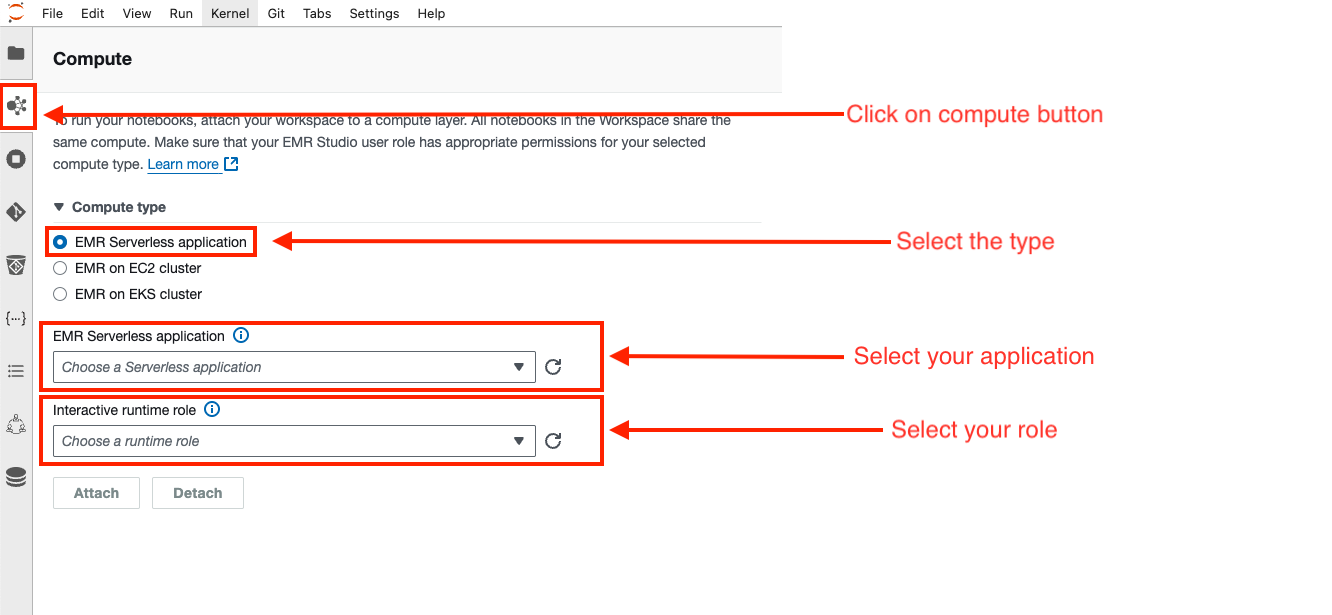 File Edit View Run Kernel Git Tabs Settings Help
Compute
To run your notebooks, attach your workspace to a compute layer. All notebooks in the Workspace share the
same compute. Make sure that your EMR Studio user role has appropriate permissions for your selected
compute type. Learn more
Click on compute button
Compute type
EMR Serverless application
Select the type
EMR on EC2 cluster
EMR on EKS cluster
EMR Serverless application
Choose a Serverless application
Select your application
Interactive runtime role
Choose a runtime role
Select your role
Attach Detach